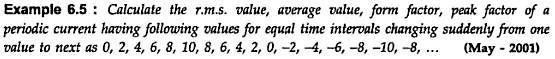 Example 6.5 : Calculate the r.m.s. value, average value, form factor, peak factor of a
periodic current having following values for equal time intervals changing suddenly from one
value to next as 0, 2, 4, 6, 8, 10, 8, 6, 4, 2, 0, –2, –4, –6, –8, –10, –8, ... (May - 2001)